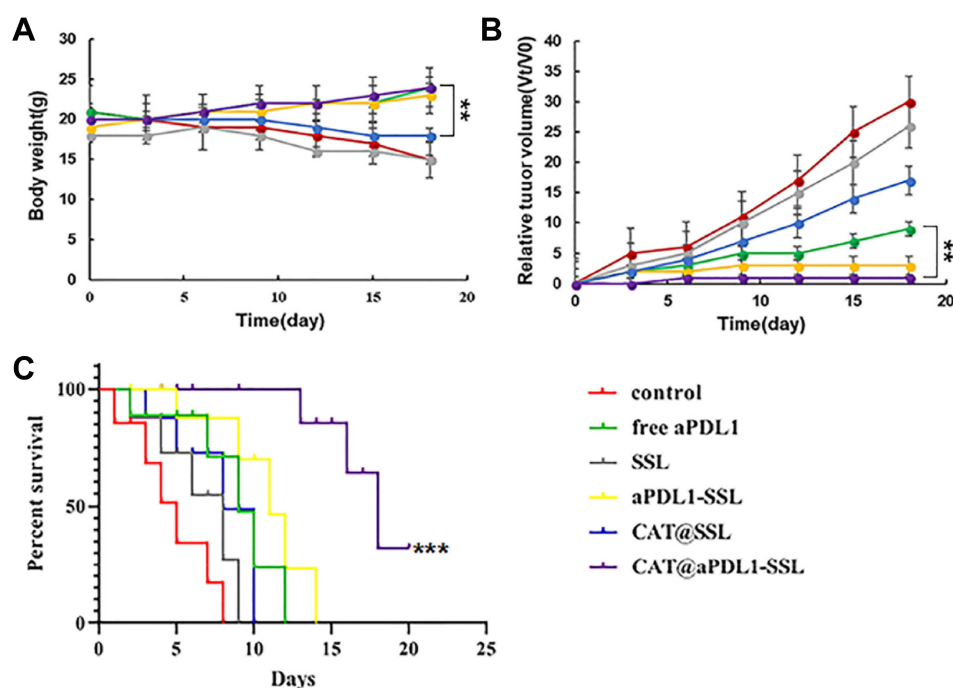 A
30
25
20
15
10
5
0
Body weight(g)
0 5 10 15 20
Time(day)
**
B
40
35
30
25
20
15
10
5
0
Relative tuuor volume(Vt/V0)
0 5 10 15 20
Time(day)
**
C
100
50
0
Percent survival
0 5 10 15 20 25
Days
***
control
free aPDL1
SSL
aPDL1-SSL
CAT@SSL
CAT@aPDL1-SSL